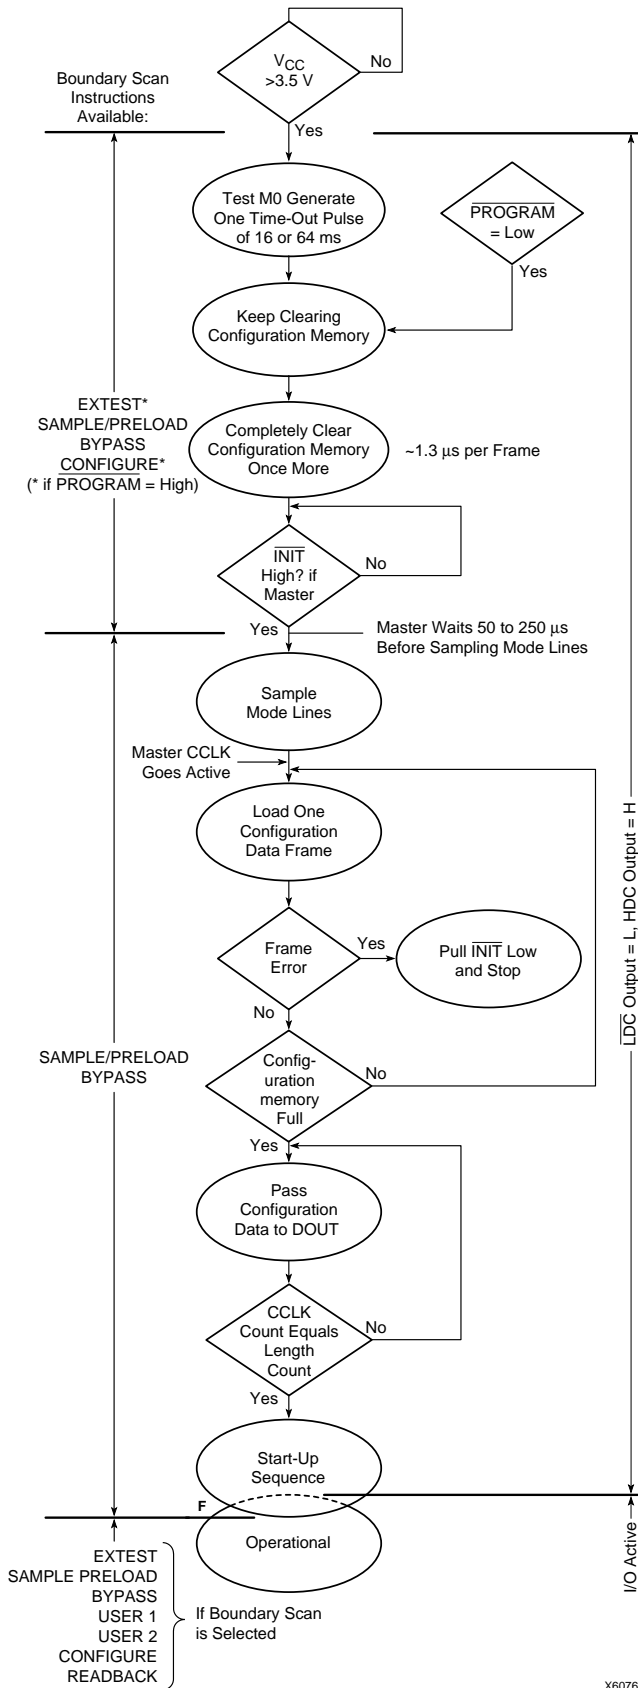 V<sub>CC</sub>
>3.5 V
No
Boundary Scan
Instructions
Available:
Yes
Test M0 Generate
One Time-Out Pulse
of 16 or 64 ms
PROGRAM
= Low
Yes
Keep Clearing
Configuration Memory
EXTEST*
SAMPLE/PRELOAD
BYPASS
CONFIGURE*
(* if PROGRAM = High)
Completely Clear
Configuration Memory
Once More
~1.3 μs per Frame
INIT
High? if
Master
No
Yes
Master Waits 50 to 250 μs
Before Sampling Mode Lines
Sample
Mode Lines
Master CCLK
Goes Active
Load One
Configuration
Data Frame
LDC Output = L, HDC Output = H
Frame
Error
Yes
Pull INIT Low
and Stop
No
SAMPLE/PRELOAD
BYPASS
Config-
uration
memory
Full
No
Yes
Pass
Configuration
Data to DOUT
CCLK
Count Equals
Length
Count
No
Yes
Start-Up
Sequence
F
Operational
I/O Active
EXTEST
SAMPLE PRELOAD
BYPASS
USER 1
USER 2
CONFIGURE
READBACK
If Boundary Scan
is Selected
X6076